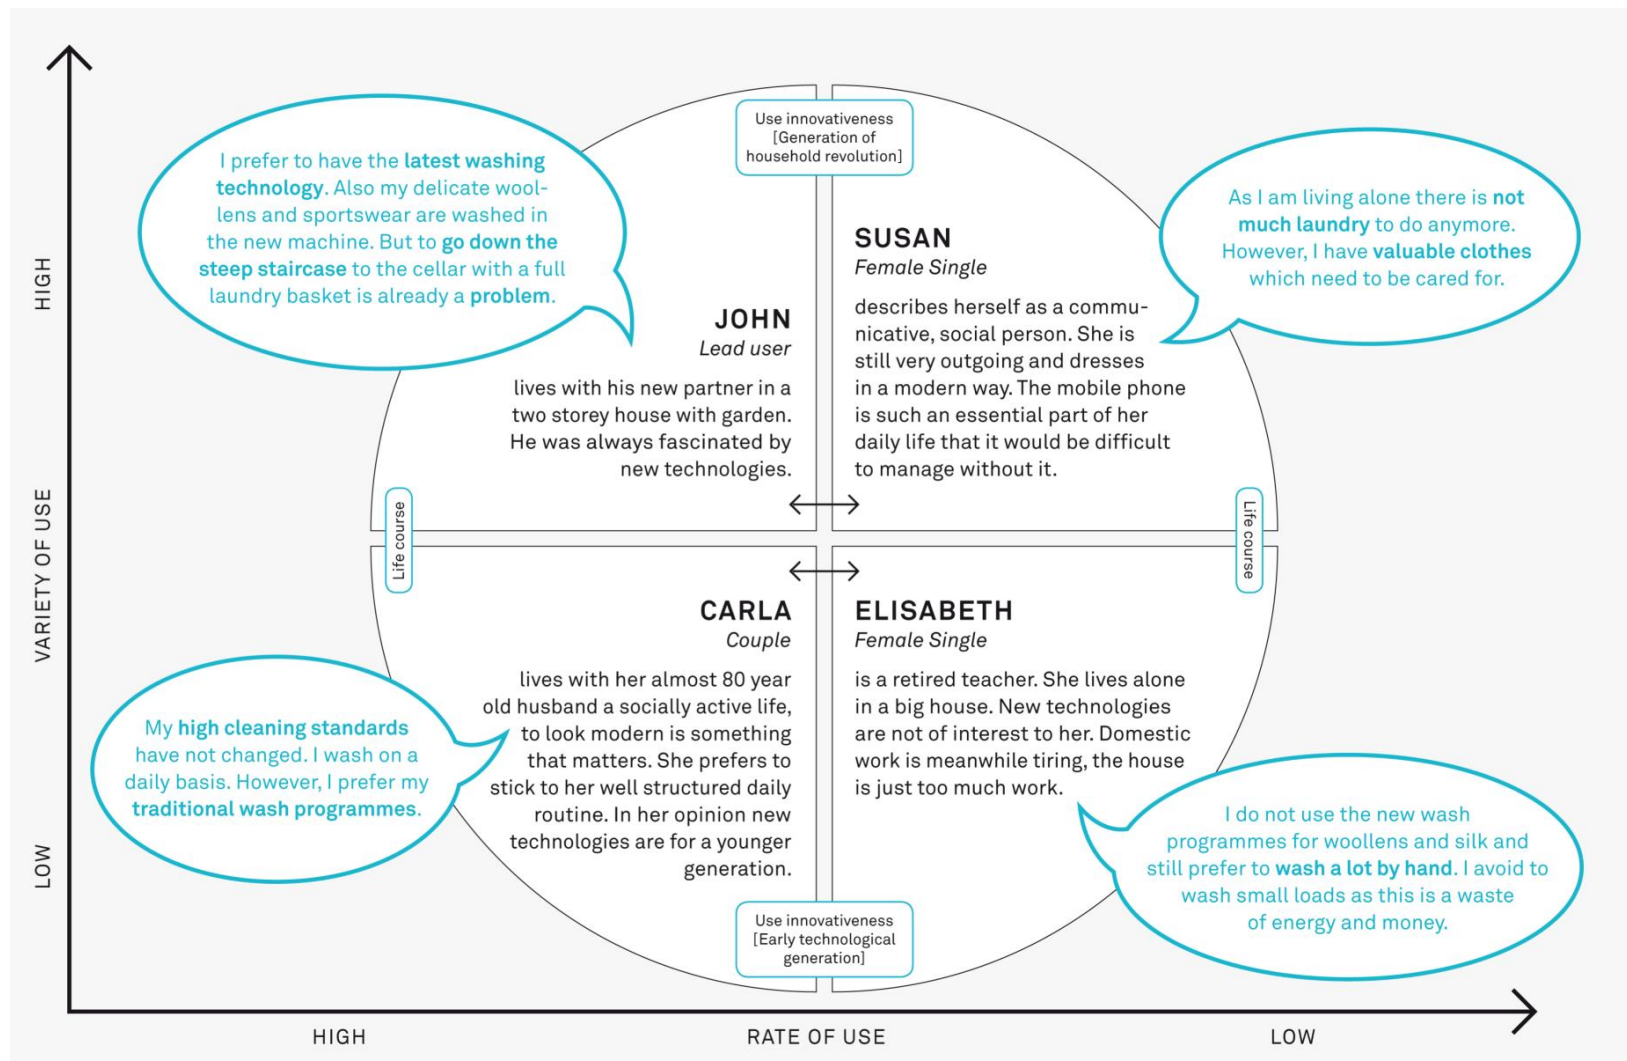 Use innovativeness
[Generation of
household revolution]
I prefer to have the latest washing
technology. Also my delicate wool-
lens and sportswear are washed in
the new machine. But to go down the
steep staircase to the cellar with a full
laundry basket is already a problem.
JOHN
Lead user
lives with his new partner in a
two storey house with garden.
He was always fascinated by
new technologies.
SUSAN
Female Single
describes herself as a commu-
nicative, social person. She is
still very outgoing and dresses
in a modern way. The mobile phone
is such an essential part of her
daily life that it would be difficult
to manage without it.
As I am living alone there is not
much laundry to do anymore.
However, I have valuable clothes
which need to be cared for.
HIGH
VARIETY OF USE
LOW
Life course
Life course
CARLA
Couple
lives with her almost 80 year
old husband a socially active life,
to look modern is something
that matters. She prefers to
stick to her well structured daily
routine. In her opinion new
technologies are for a younger
generation.
My high cleaning standards
have not changed. I wash on a
daily basis. However, I prefer my
traditional wash programmes.
ELISABETH
Female Single
is a retired teacher. She lives alone
in a big house. New technologies
are not of interest to her. Domestic
work is meanwhile tiring, the house
is just too much work.
I do not use the new wash
programmes for woollens and silk and
still prefer to wash a lot by hand. I avoid to
wash small loads as this is a waste
of energy and money.
Use innovativeness
[Early technological
generation]
HIGH
RATE OF USE
LOW